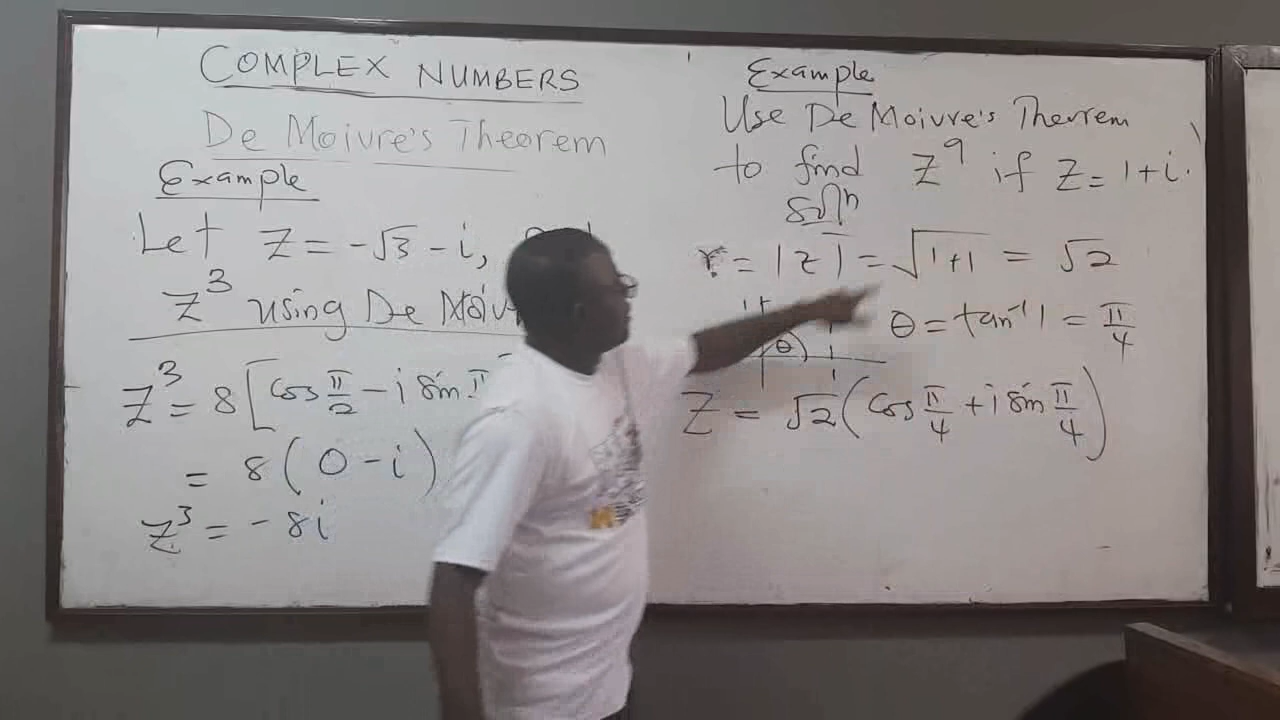 COMPLEX NUMBERS
De Moivre's Theorem
Example
Let Z = -√3 - i,
Z³ using De Moiv
Z³ = 8[cos π/2 - i sin π
= 8(0 - i)
Z³ = -8i
Example
Use De Moivre's Theorem
to find Z⁹ if Z = 1 + i.
Soln
r = |z| = √1+1 = √2
θ
θ = tan⁻¹ 1 = π/4
Z = √2(cos π/4 + i sin π/4)